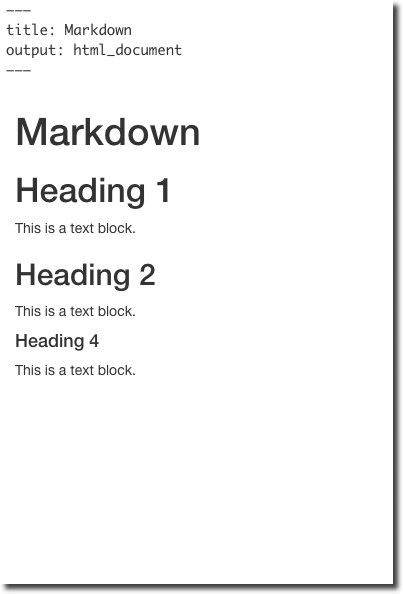 ---
title: Markdown
output: html_document
---
Markdown
Heading 1
This is a text block.
Heading 2
This is a text block.
Heading 4
This is a text block.